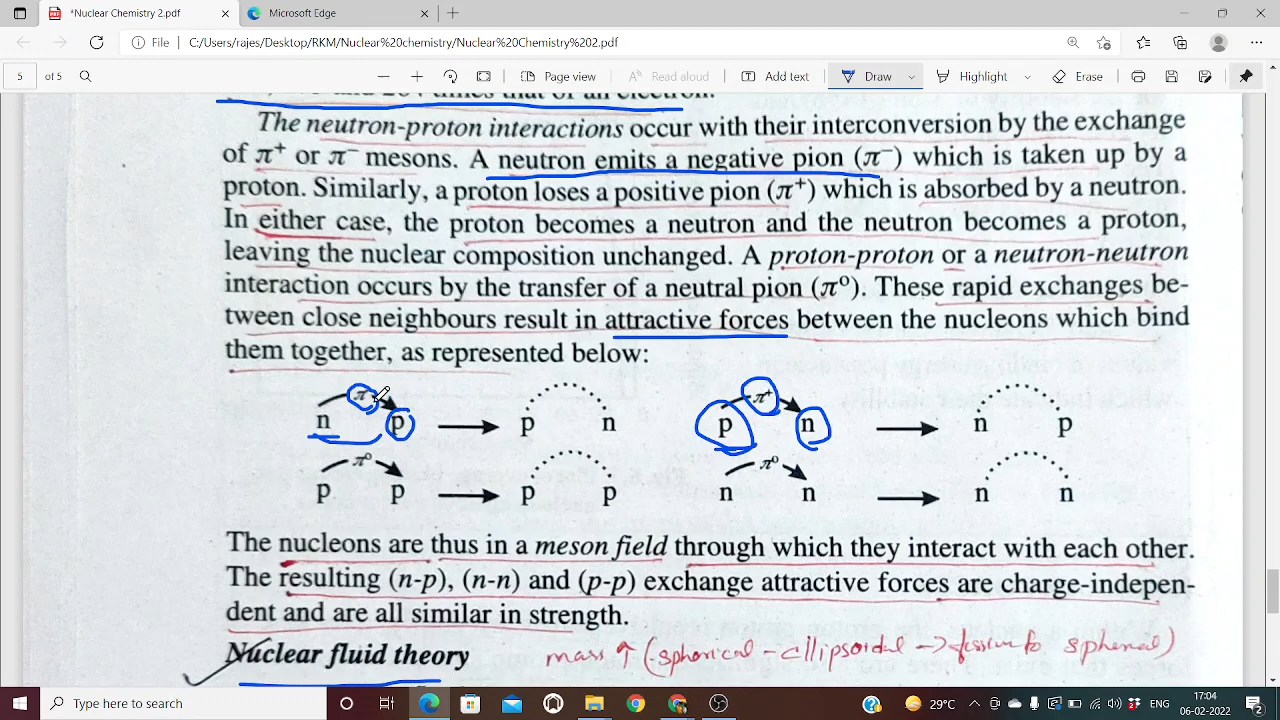 *Nuclear Chemistry 2.pdf
Microsoft Edge
File
C:/Users/rajes/Desktop/RKM/Nuclear%20chemistry/Nuclear%20Chemistry%202.pdf
5 of 5
Page view
Read aloud
Add text
Draw
Highlight
Erase
times that of an electron.
The neutron-proton interactions occur with their interconversion by the exchange
of π+ or π− mesons. A neutron emits a negative pion (π−) which is taken up by a
proton. Similarly, a proton loses a positive pion (π+) which is absorbed by a neutron.
In either case, the proton becomes a neutron and the neutron becomes a proton,
leaving the nuclear composition unchanged. A proton-proton or a neutron-neutron
interaction occurs by the transfer of a neutral pion (π⁰). These rapid exchanges be-
tween close neighbours result in attractive forces between the nucleons which bind
them together, as represented below:
π π+
n p → p n p n → n p
π⁰ π⁰
p p → p p n n → n n
The nucleons are thus in a meson field through which they interact with each other.
The resulting (n-p), (n-n) and (p-p) exchange attractive forces are charge-indepen-
dent and are all similar in strength.
Nuclear fluid theory mass ↑ (spherical - ellipsoidal → fission to spherical)
Type here to search
29°C
ENG
17:04
06-02-2022